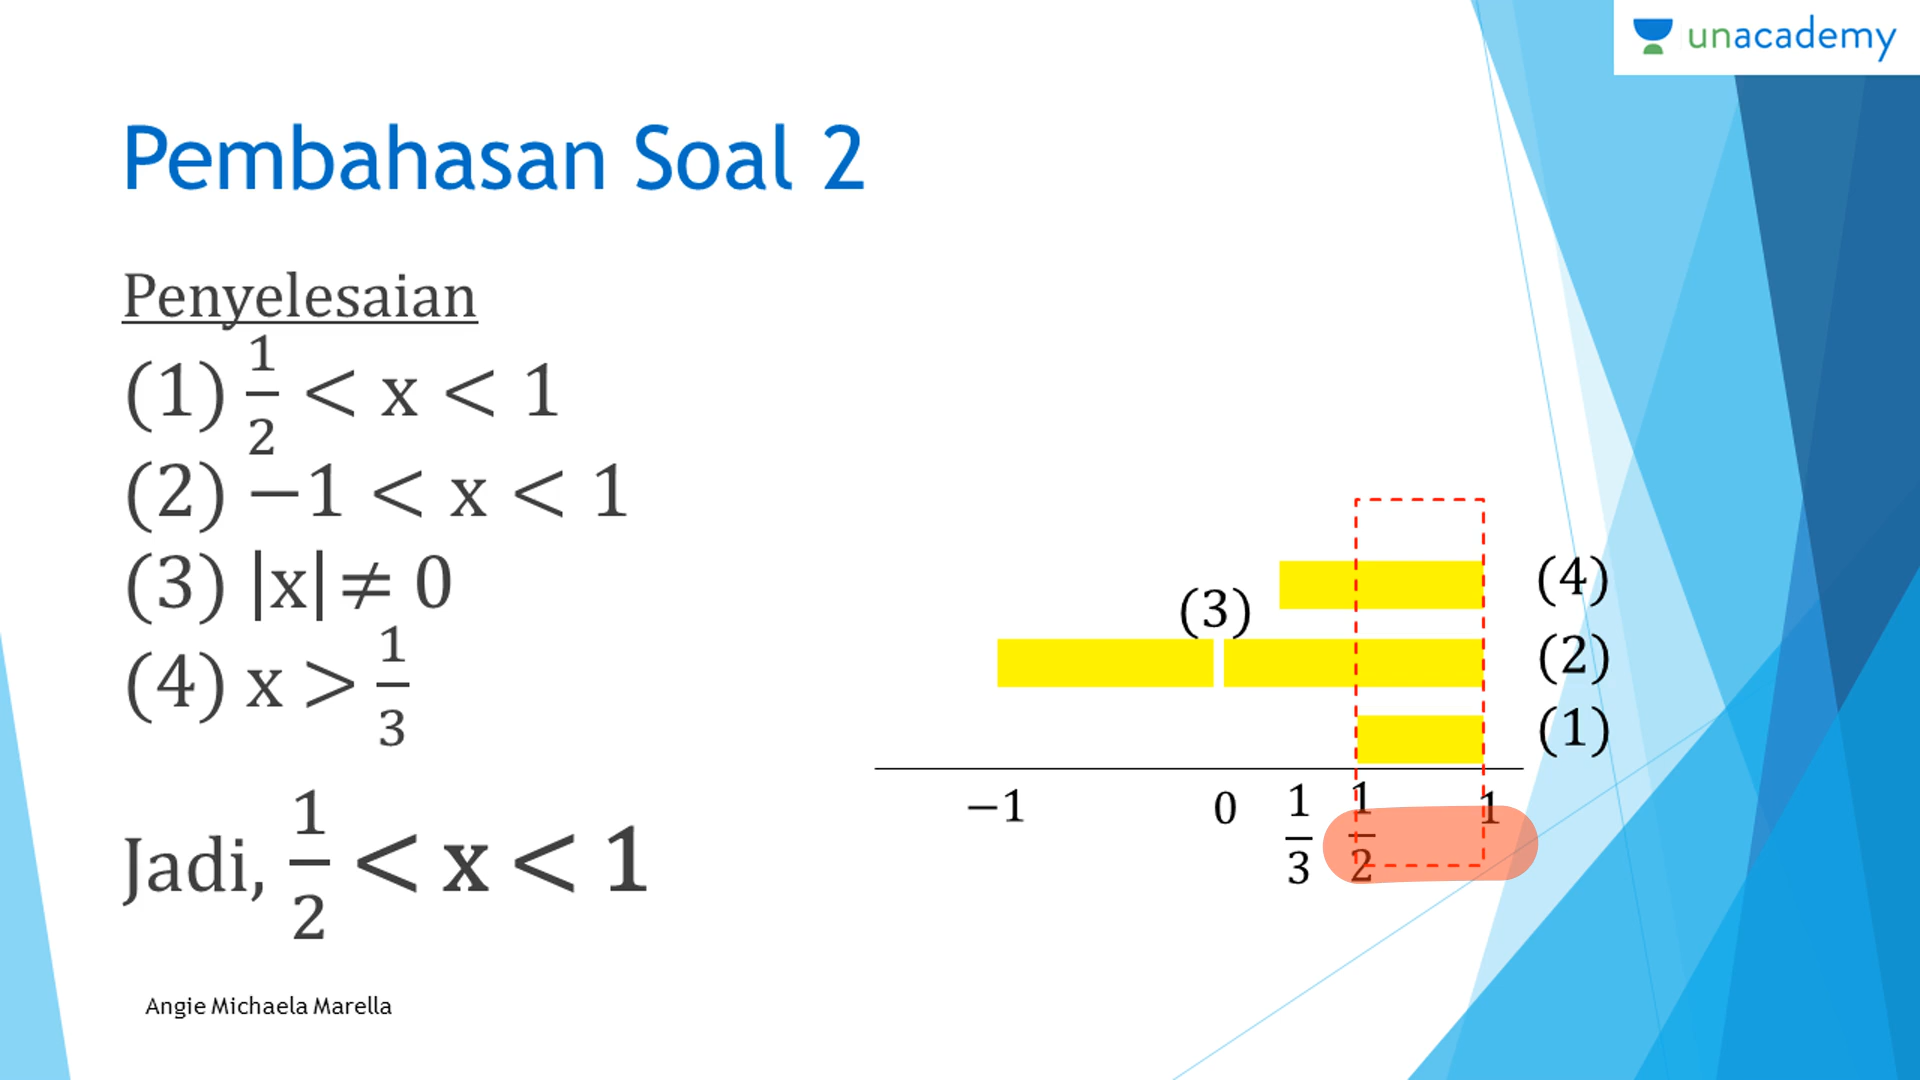 unacademy
Pembahasan Soal 2
Penyelesaian
(1) 1/2 < x < 1
(2) −1 < x < 1
(3) |x| ≠ 0
(4) x > 1/3
Jadi, 1/2 < x < 1
(4)
(3)
(2)
(1)
−1 0 1/3 1/2 1
Angie Michaela Marella